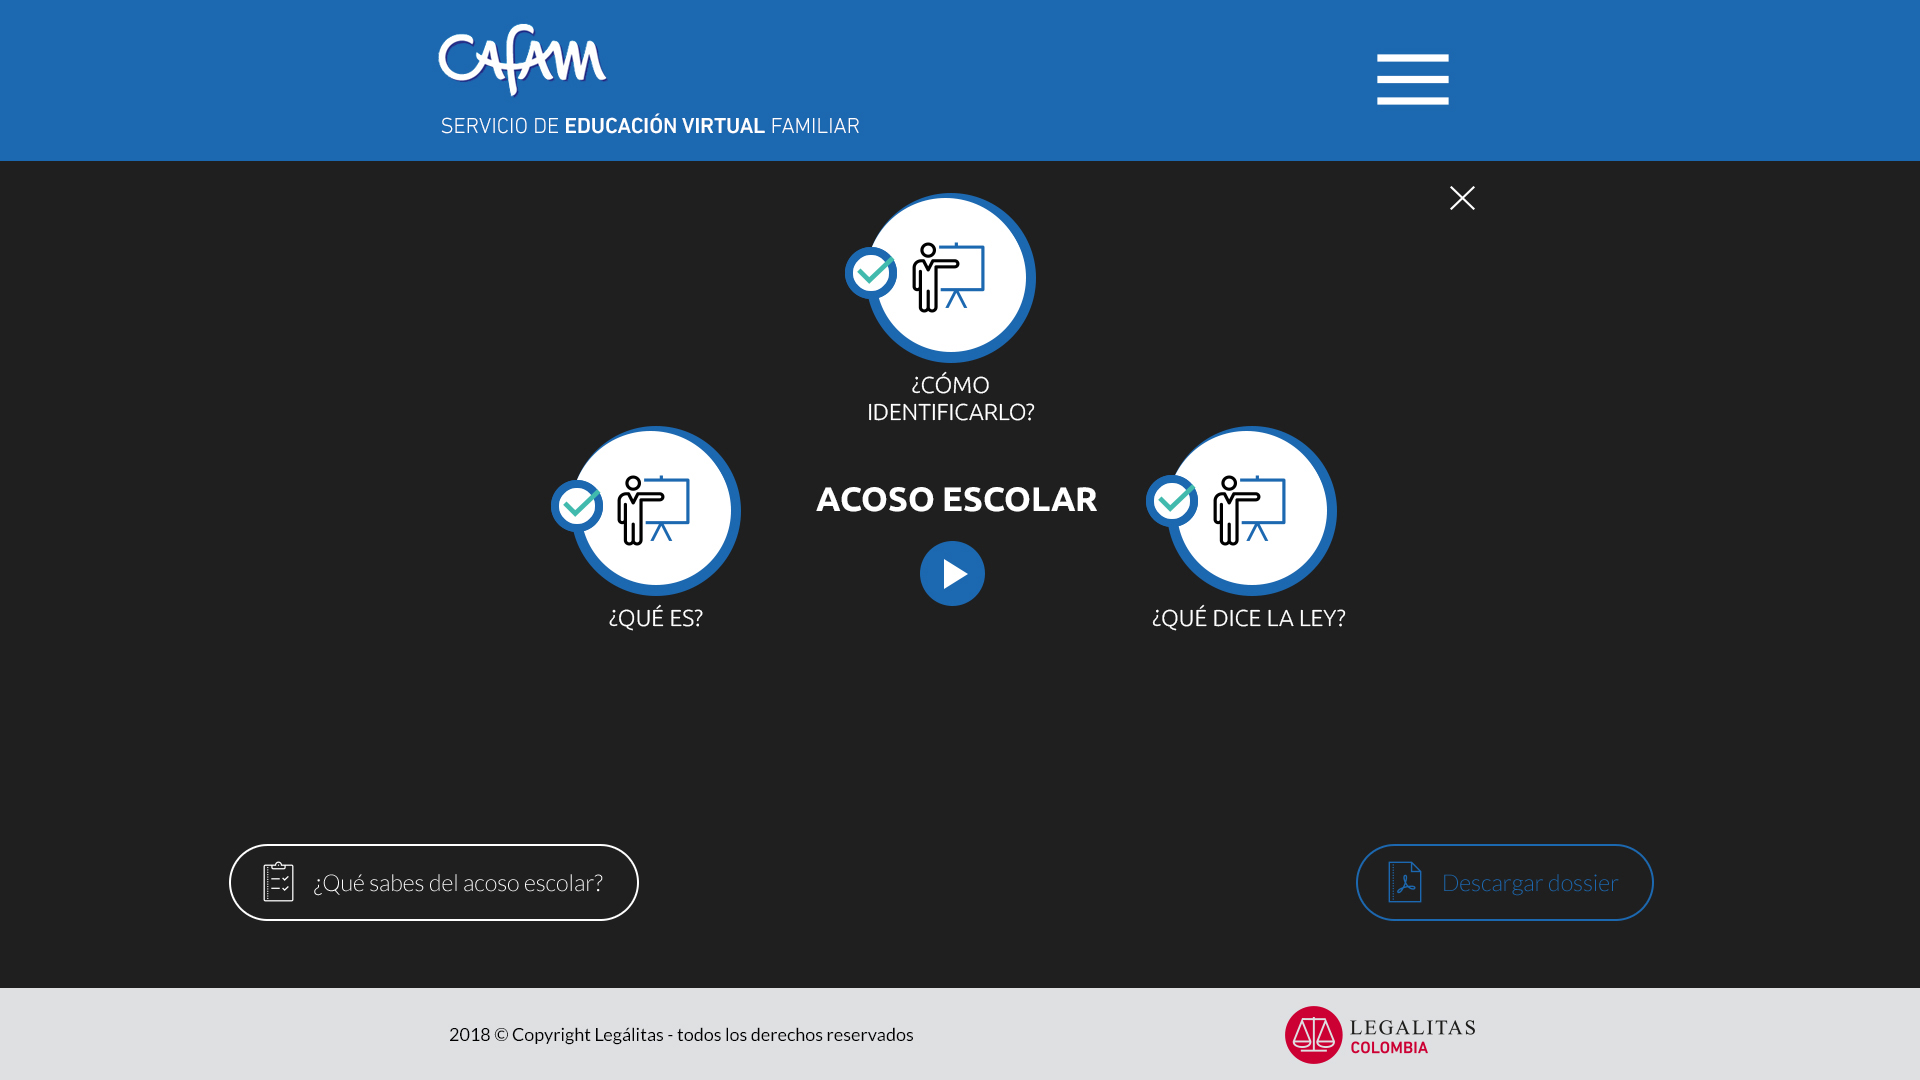 CAFAM
SERVICIO DE EDUCACIÓN VIRTUAL FAMILIAR
¿CÓMO
IDENTIFICARLO?
ACOSO ESCOLAR
¿QUÉ ES?
¿QUÉ DICE LA LEY?
¿Qué sabes del acoso escolar?
Descargar dossier
2018 © Copyright Legálitas - todos los derechos reservados
LEGALITAS
COLOMBIA